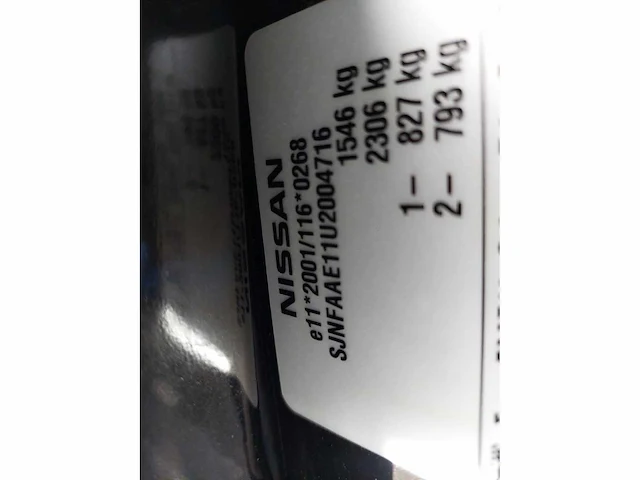 NISSAN
e11*2001/116*0268
SJNFAAE11U2004716
1546 kg
2306 kg
1– 827 kg
2– 793 kg